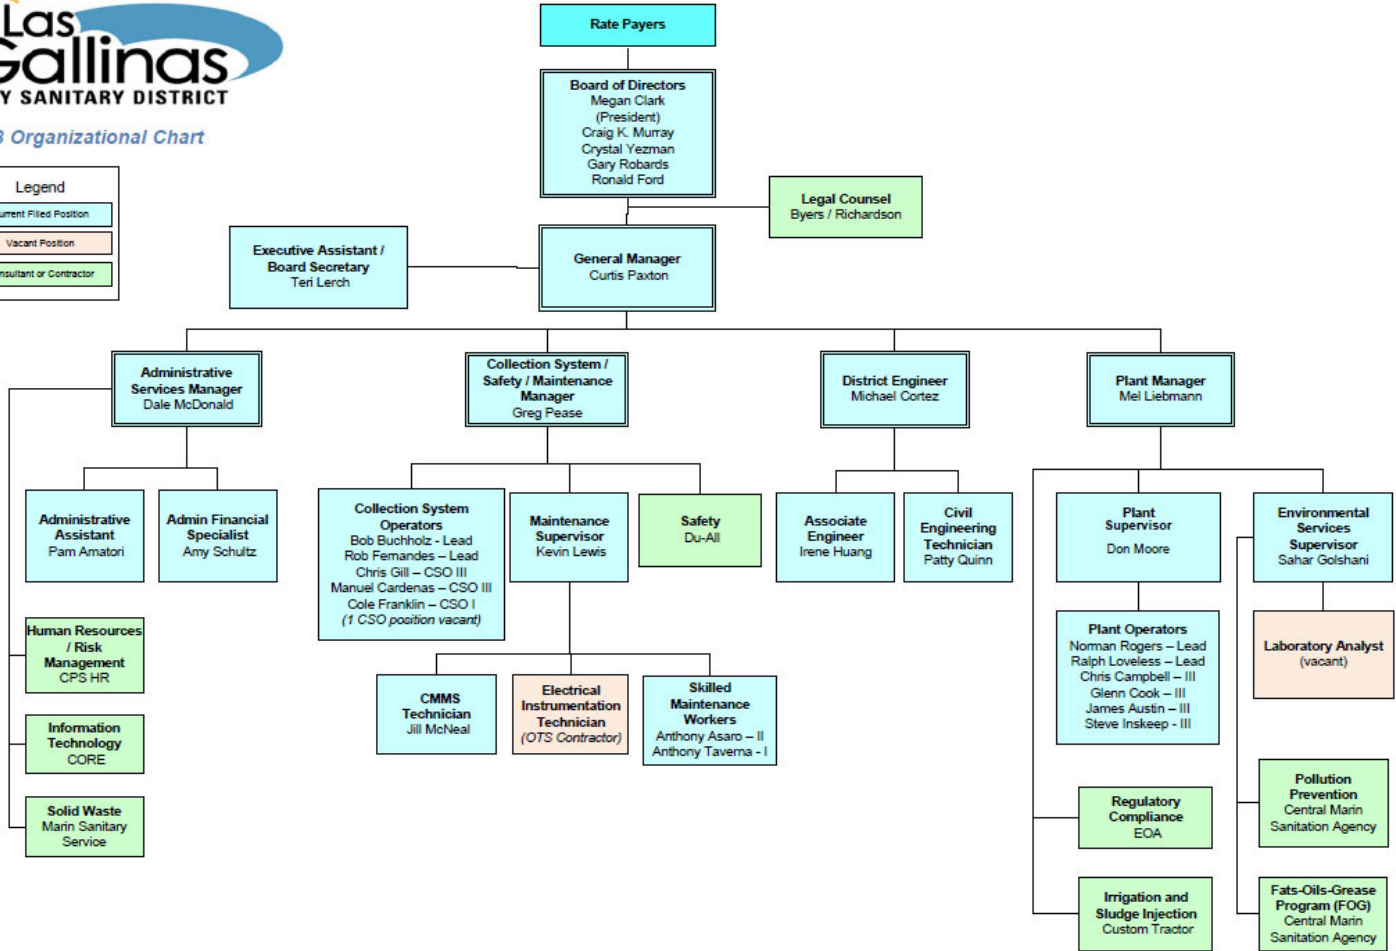 Las
Gallinas
Y SANITARY DISTRICT
Organizational Chart
Legend
urrent Filled Position
Vacant Position
nsultant or Contractor
Rate Payers
Board of Directors
Megan Clark
(President)
Craig K. Murray
Crystal Yezman
Gary Robards
Ronald Ford
Legal Counsel
Byers / Richardson
Executive Assistant /
Board Secretary
Teri Lerch
General Manager
Curtis Paxton
Administrative
Services Manager
Dale McDonald
Collection System /
Safety / Maintenance
Manager
Greg Pease
District Engineer
Michael Cortez
Plant Manager
Mel Liebmann
Administrative
Assistant
Pam Amatori
Admin Financial
Specialist
Amy Schultz
Collection System
Operators
Bob Buchholz - Lead
Rob Fernandes – Lead
Chris Gill – CSO III
Manuel Cardenas – CSO III
Cole Franklin – CSO I
(1 CSO position vacant)
Maintenance
Supervisor
Kevin Lewis
Safety
Du-All
Associate
Engineer
Irene Huang
Civil
Engineering
Technician
Patty Quinn
Plant
Supervisor
Don Moore
Environmental
Services
Supervisor
Sahar Golshani
Human Resources
/ Risk
Management
CPS HR
Information
Technology
CORE
Solid Waste
Marin Sanitary
Service
CMMS
Technician
Jill McNeal
Electrical
Instrumentation
Technician
(OTS Contractor)
Skilled
Maintenance
Workers
Anthony Asaro – II
Anthony Taverna - I
Plant Operators
Norman Rogers – Lead
Ralph Loveless – Lead
Chris Campbell – III
Glenn Cook – III
James Austin – III
Steve Inskeep - III
Laboratory Analyst
(vacant)
Regulatory
Compliance
EOA
Irrigation and
Sludge Injection
Custom Tractor
Pollution
Prevention
Central Marin
Sanitation Agency
Fats-Oils-Grease
Program (FOG)
Central Marin
Sanitation Agency